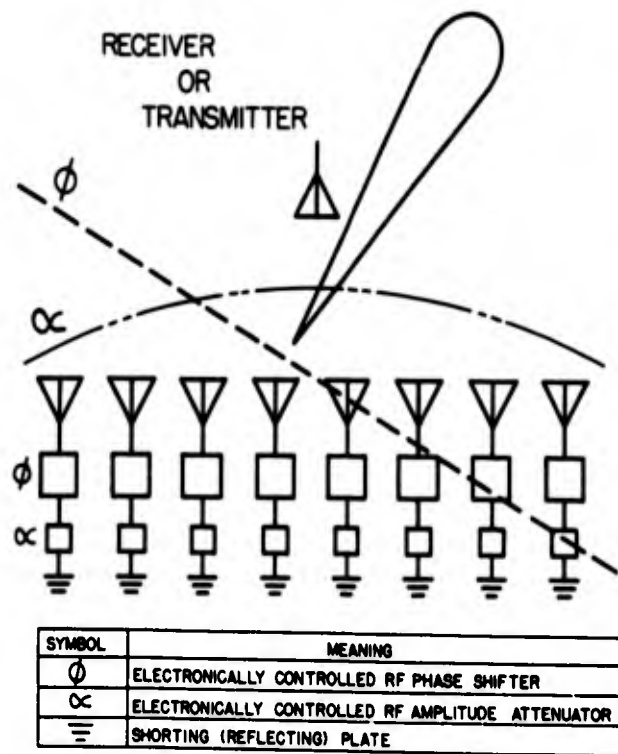 RECEIVER
OR
TRANSMITTER
ϕ
∝
ϕ
∝
SYMBOL MEANING
ϕ ELECTRONICALLY CONTROLLED RF PHASE SHIFTER
∝ ELECTRONICALLY CONTROLLED RF AMPLITUDE ATTENUATOR
SHORTING (REFLECTING) PLATE